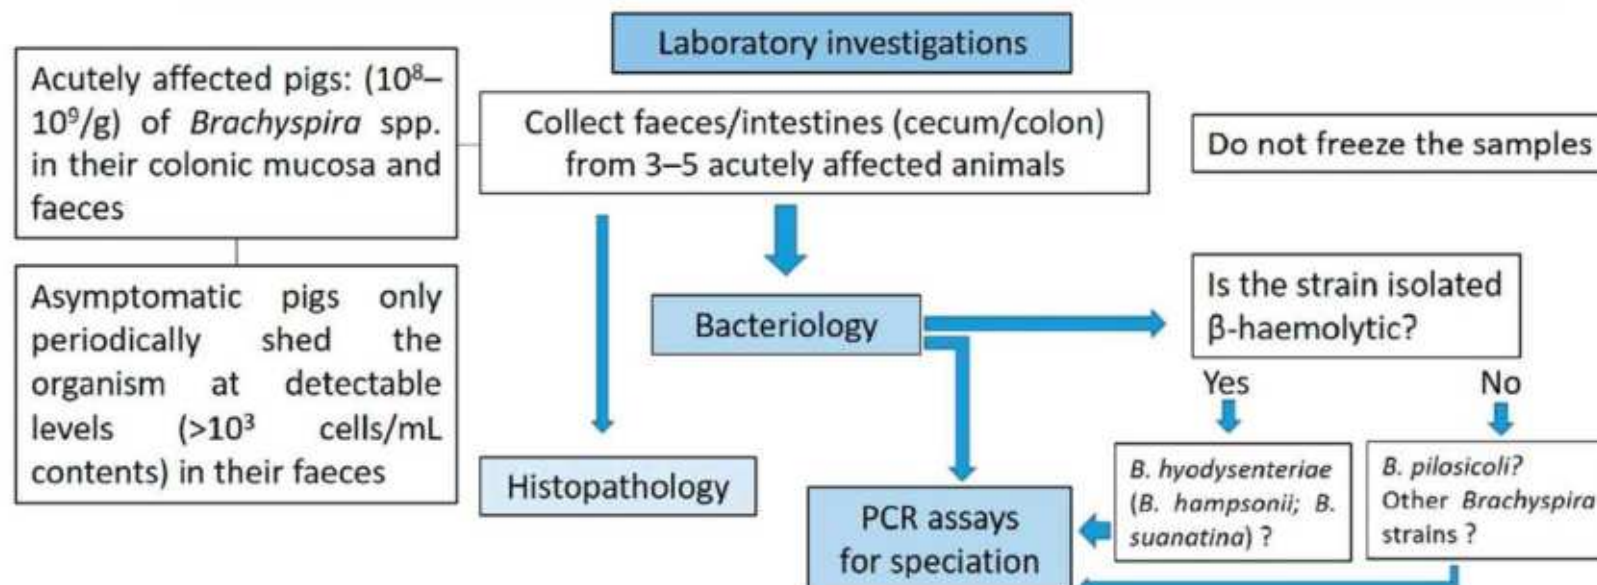 Laboratory investigations
Acutely affected pigs: (10⁸–
10⁹/g) of Brachyspira spp.
in their colonic mucosa and
faeces
Collect faeces/intestines (cecum/colon)
from 3–5 acutely affected animals
Do not freeze the samples
Asymptomatic pigs only
periodically shed the
organism at detectable
levels (>10³ cells/mL
contents) in their faeces
Bacteriology
Is the strain isolated
β-haemolytic?
Yes
No
Histopathology
PCR assays
for speciation
B. hyodysenteriae
(B. hampsonii; B.
suanatina) ?
B. pilosicoli?
Other Brachyspira
strains ?